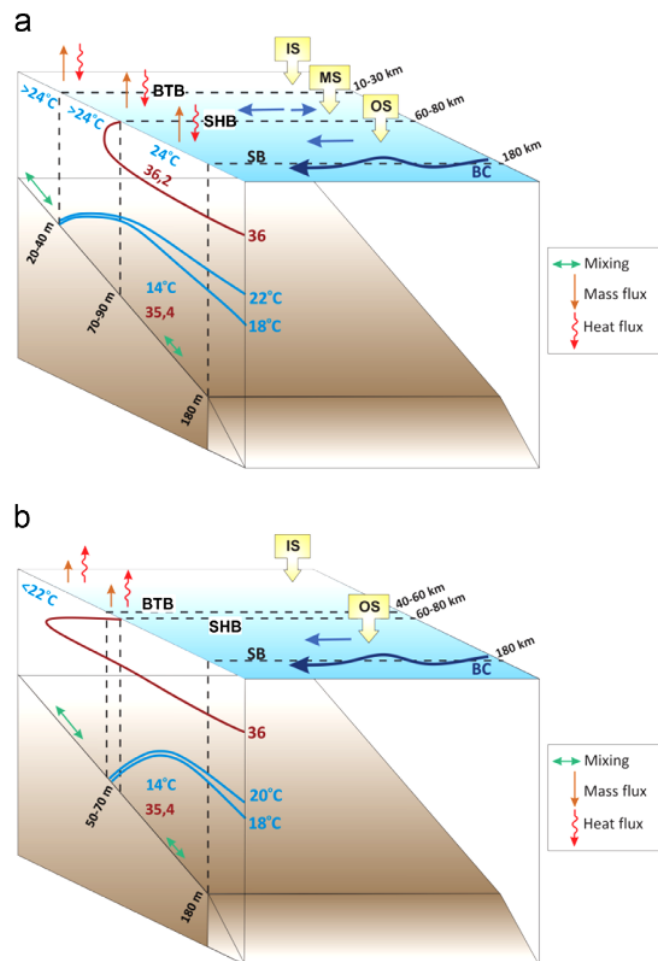 a
IS
MS
OS
BTB
SHB
SB
BC
10-30 km
60-80 km
180 km
>24°C
>24°C
24°C
36,2
36
22°C
18°C
14°C
35,4
20-40 m
70-90 m
180 m
Mixing
Mass flux
Heat flux
b
IS
OS
BTB
SHB
SB
BC
40-60 km
60-80 km
180 km
<22°C
36
20°C
18°C
14°C
35,4
50-70 m
180 m
Mixing
Mass flux
Heat flux